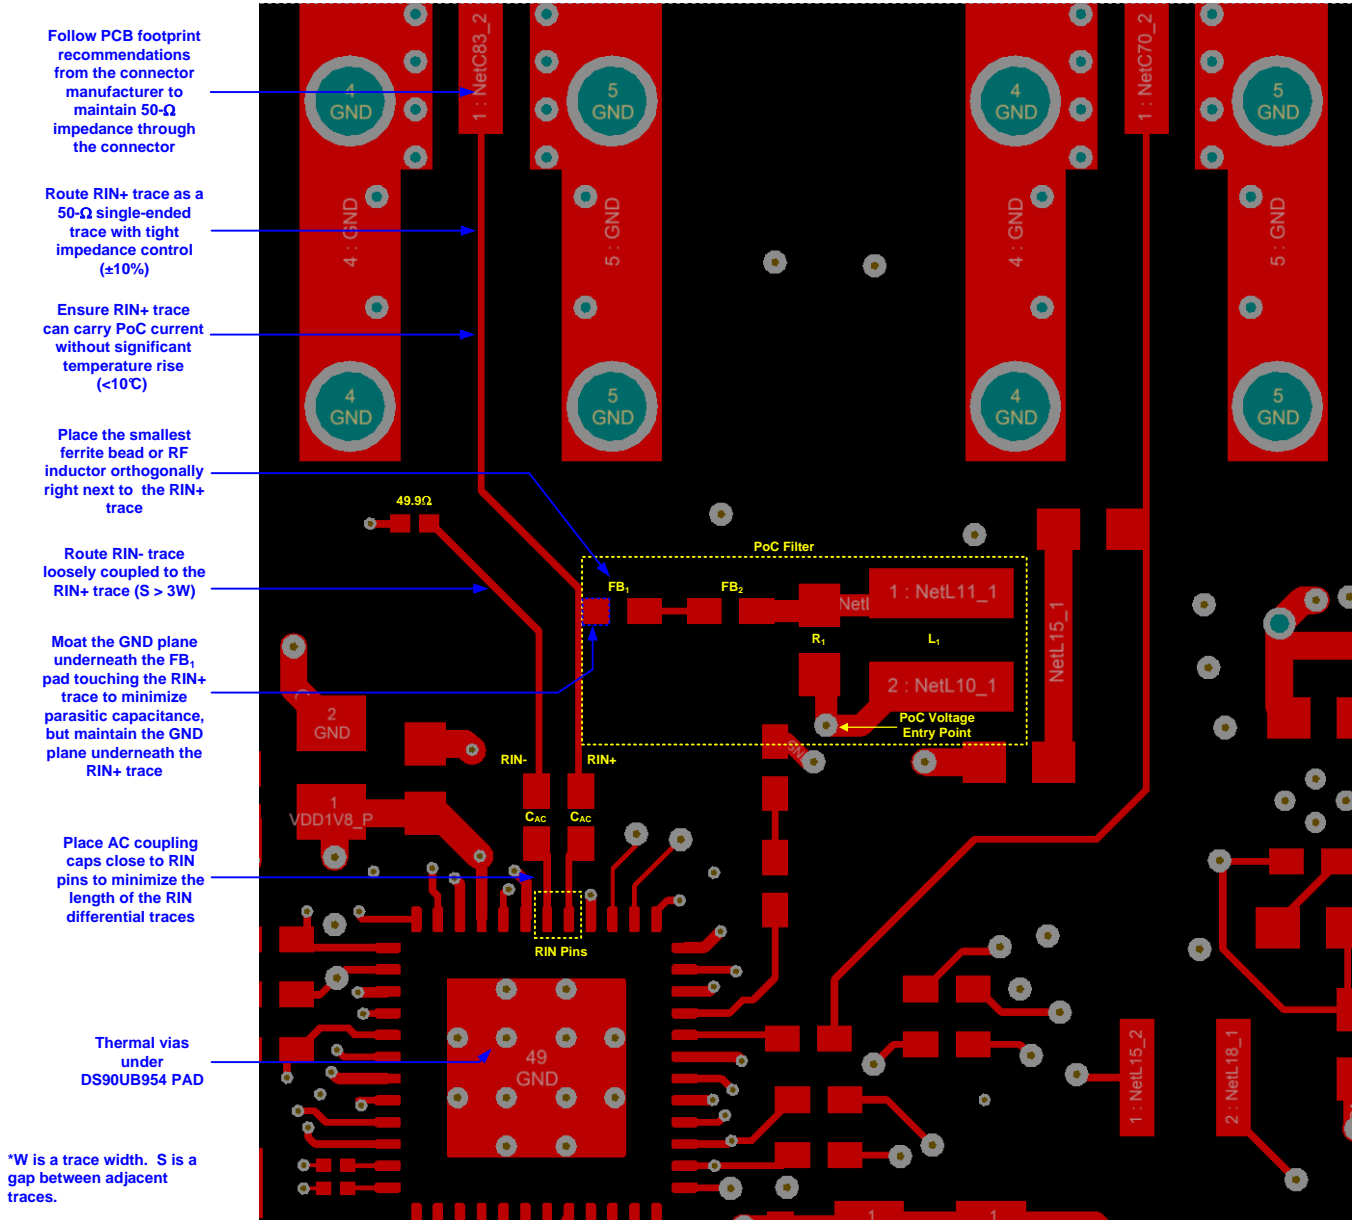 Follow PCB footprint
recommendations
from the connector
manufacturer to
maintain 50-Ω
impedance through
the connector
Route RIN+ trace as a
50-Ω single-ended
trace with tight
impedance control
(±10%)
Ensure RIN+ trace
can carry PoC current
without significant
temperature rise
(<10°C)
Place the smallest
ferrite bead or RF
inductor orthogonally
right next to the RIN+
trace
Route RIN- trace
loosely coupled to the
RIN+ trace (S > 3W)
Moat the GND plane
underneath the FB₁
pad touching the RIN+
trace to minimize
parasitic capacitance,
but maintain the GND
plane underneath the
RIN+ trace
Place AC coupling
caps close to RIN
pins to minimize the
length of the RIN
differential traces
Thermal vias
under
DS90UB954 PAD
*W is a trace width. S is a
gap between adjacent
traces.
1 : NetC83_2
1 : NetC70_2
4
GND
5
GND
4
GND
5
GND
4 : GND
5 : GND
4 : GND
5 : GND
4
GND
5
GND
4
GND
5
GND
49.9Ω
PoC Filter
FB₁
FB₂
NetL
1 : NetL11_1
R₁
L₁
2 : NetL10_1
NetL15_1
PoC Voltage
Entry Point
2
GND
1
VDD1V8_P
RIN-
RIN+
CAC
CAC
RIN Pins
49
GND
1 : NetL15_2
2 : NetL18_1
1
1